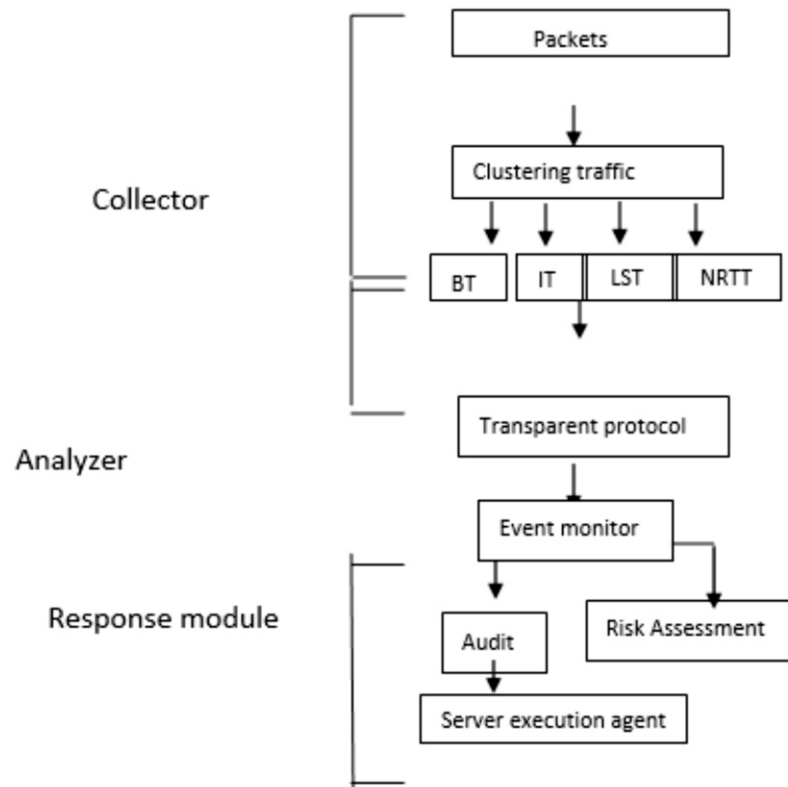 Packets
Clustering traffic
Collector
BT
IT
LST
NRTT
Transparent protocol
Analyzer
Event monitor
Response module
Audit
Risk Assessment
Server execution agent